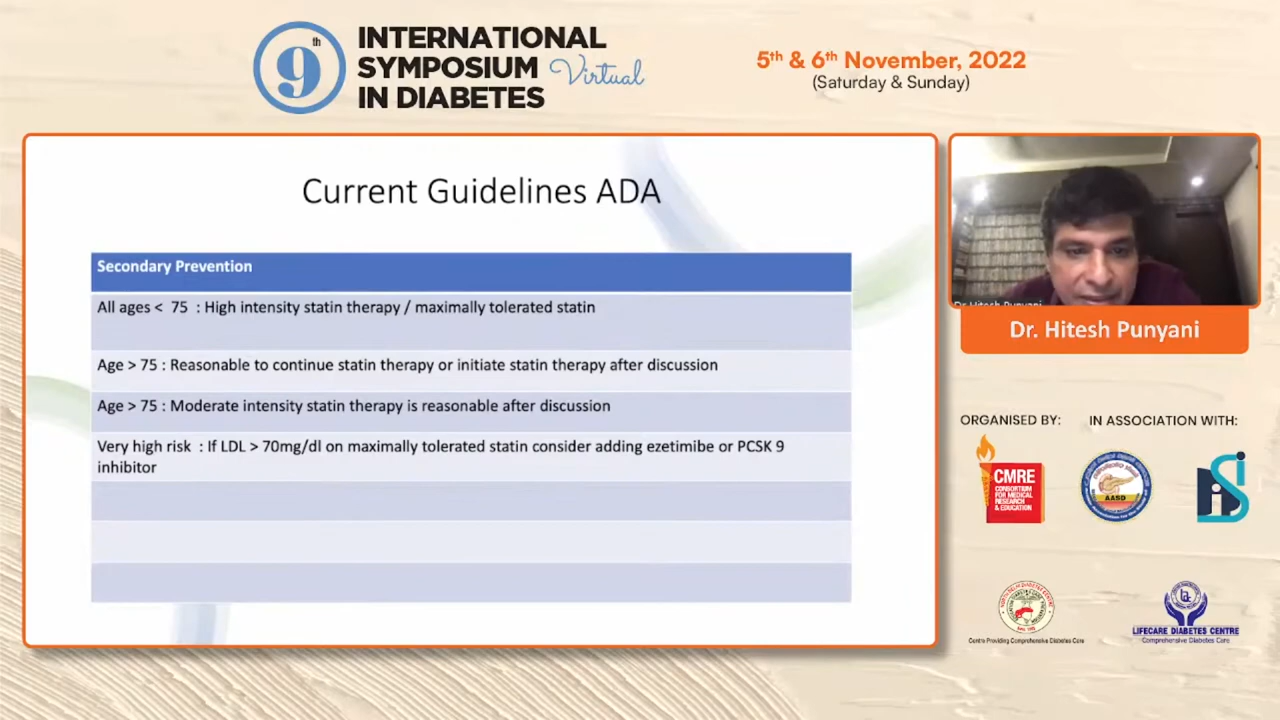 9th
INTERNATIONAL
SYMPOSIUM Virtual
IN DIABETES
5th & 6th November, 2022
(Saturday & Sunday)
Current Guidelines ADA
Secondary Prevention
All ages < 75 : High intensity statin therapy / maximally tolerated statin
Age > 75 : Reasonable to continue statin therapy or initiate statin therapy after discussion
Age > 75 : Moderate intensity statin therapy is reasonable after discussion
Very high risk : If LDL > 70mg/dl on maximally tolerated statin consider adding ezetimibe or PCSK 9
inhibitor
Dr Hitesh Punyani
Dr. Hitesh Punyani
ORGANISED BY:
IN ASSOCIATION WITH:
CMRE
CONSORTIUM
FOR MEDICAL
RESEARCH
& EDUCATION
AASD
Centre Providing Comprehensive Diabetes Care
LIFECARE DIABETES CENTRE
Comprehensive Diabetes Care